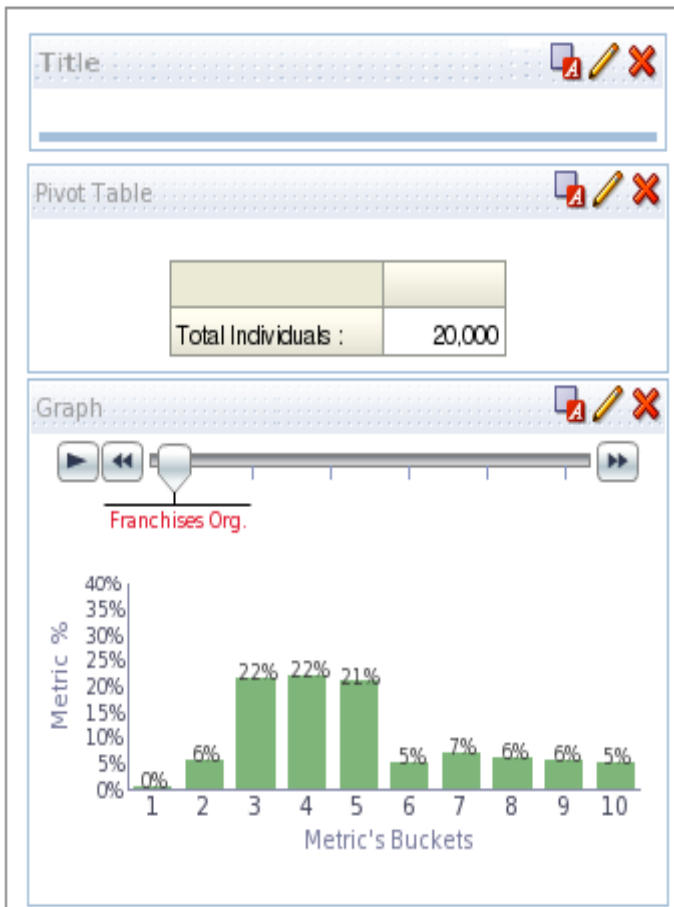 Title
Pivot Table
Total Individuals : 20,000
Graph
Franchises Org.
Metric %
40%
35%
30%
25%
20%
15%
10%
5%
0%
0% 6% 22% 22% 21% 5% 7% 6% 6% 5%
1 2 3 4 5 6 7 8 9 10
Metric's Buckets